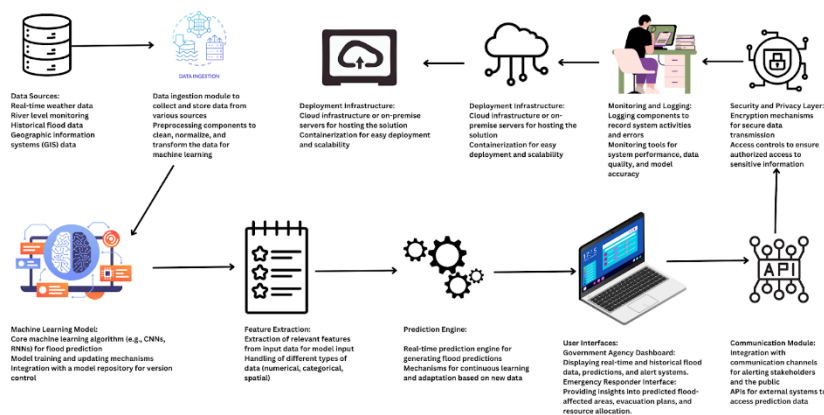 DATA INGESTION
Data Sources:
Real-time weather data
River level monitoring
Historical flood data
Geographic information
systems (GIS) data
Data ingestion module to
collect and store data from
various sources
Preprocessing components to
clean, normalize, and
transform the data for
machine learning
Deployment Infrastructure:
Cloud infrastructure or on-premise
servers for hosting the solution
Containerization for easy deployment
and scalability
Deployment Infrastructure:
Cloud infrastructure or on-
premise servers for hosting the
solution
Containerization for easy
deployment and scalability
Monitoring and Logging:
Logging components to
record system activities and
errors
Monitoring tools for
system performance, data
quality, and model
accuracy
Security and Privacy Layer:
Encryption mechanisms
for secure data
transmission
Access controls to ensure
authorized access to
sensitive information
API
Machine Learning Model:
Core machine learning algorithm (e.g., CNNs,
RNNs) for flood prediction
Model training and updating mechanisms
Integration with a model repository for version
control
Feature Extraction:
Extraction of relevant features
from input data for model input
Handling of different types of
data (numerical, categorical,
spatial)
Prediction Engine:
Real-time prediction engine for
generating flood predictions
Mechanisms for continuous learning
and adaptation based on new data
User Interfaces:
Government Agency Dashboard:
Displaying real-time and historical flood
data, predictions, and alert systems.
Emergency Responder Interface:
Providing insights into predicted flood-
affected areas, evacuation plans, and
resource allocation.
Communication Module:
Integration with
communication channels
for alerting stakeholders
and the public
APIs for external systems to
access prediction data